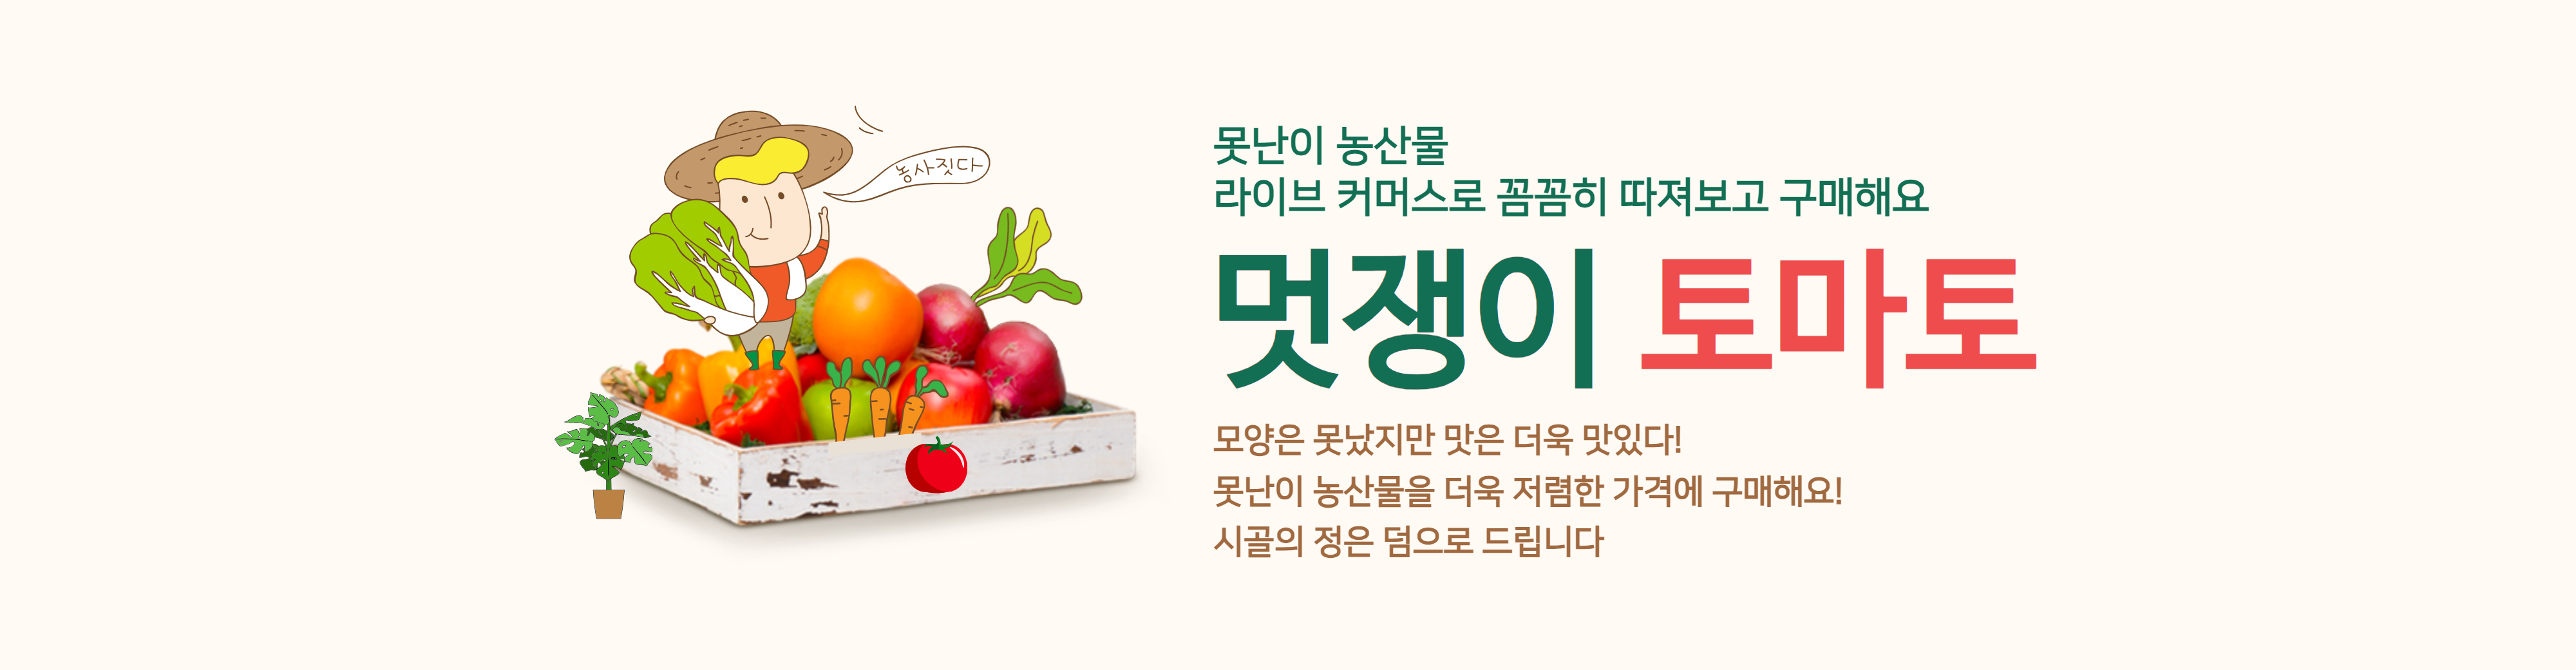 농사짓다
못난이 농산물
라이브 커머스로 꼼꼼히 따져보고 구매해요
멋쟁이 토마토
모양은 못났지만 맛은 더욱 맛있다!
못난이 농산물을 더욱 저렴한 가격에 구매해요!
시골의 정은 덤으로 드립니다